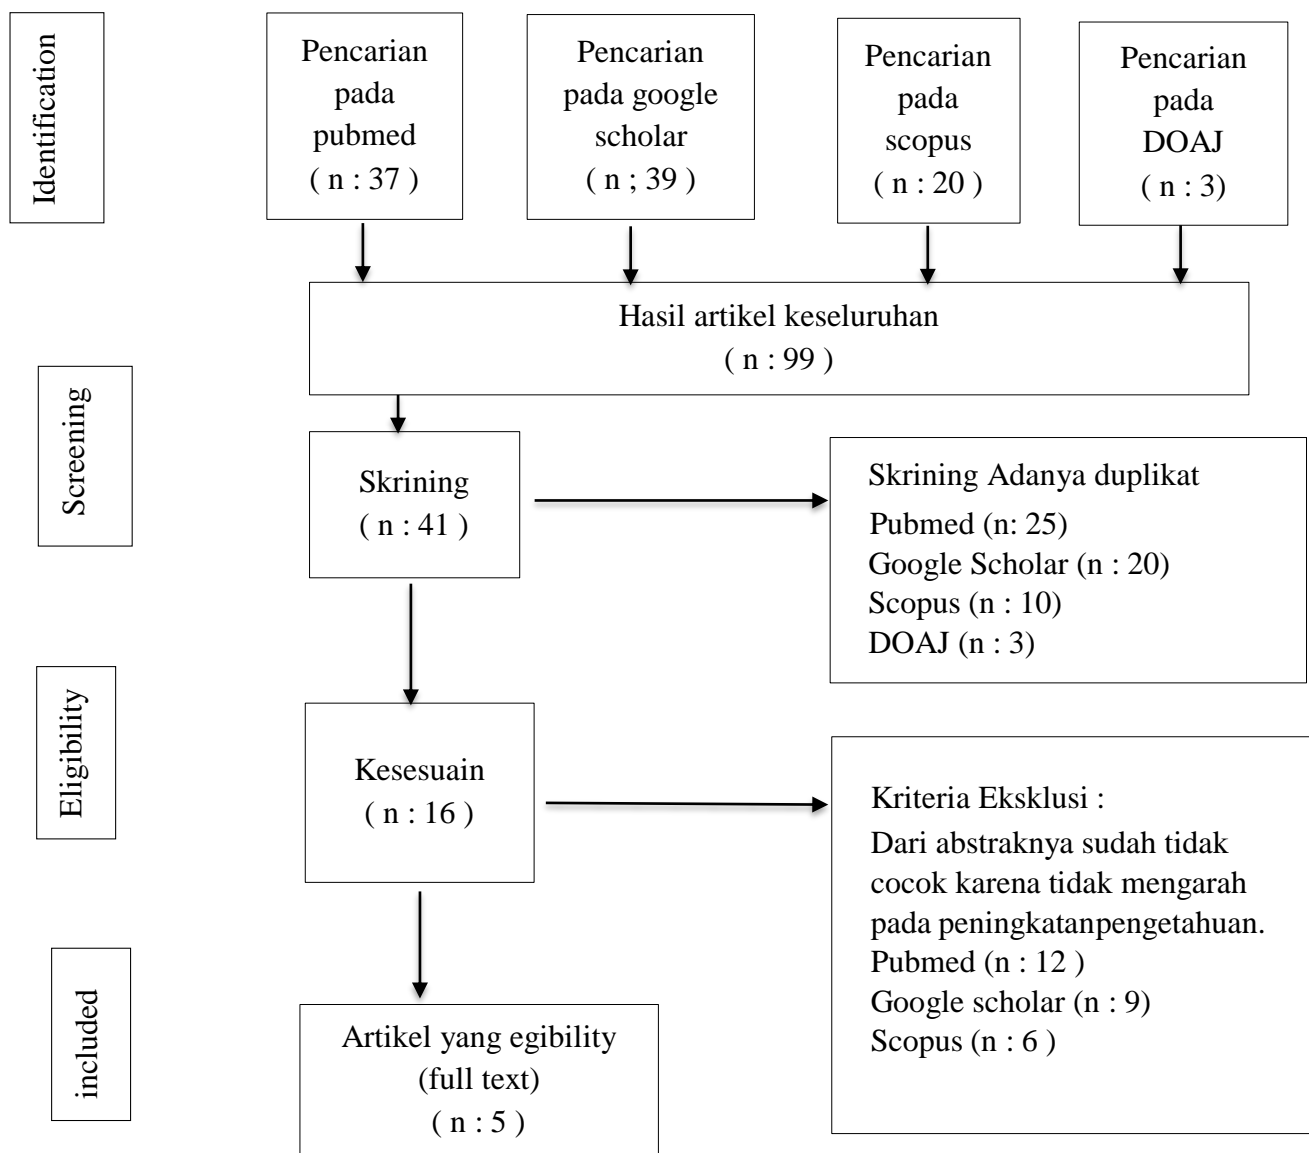 Identification
Pencarian
pada
pubmed
( n : 37 )
Pencarian
pada google
scholar
( n ; 39 )
Pencarian
pada
scopus
( n : 20 )
Pencarian
pada
DOAJ
( n : 3)
Hasil artikel keseluruhan
( n : 99 )
Screening
Skrining
( n : 41 )
Skrining Adanya duplikat
Pubmed (n: 25)
Google Scholar (n : 20)
Scopus (n : 10)
DOAJ (n : 3)
Eligibility
Kesesuain
( n : 16 )
Kriteria Eksklusi :
Dari abstraknya sudah tidak
cocok karena tidak mengarah
pada peningkatanpengetahuan.
Pubmed (n : 12 )
Google scholar (n : 9)
Scopus (n : 6 )
included
Artikel yang egibility
(full text)
( n : 5 )